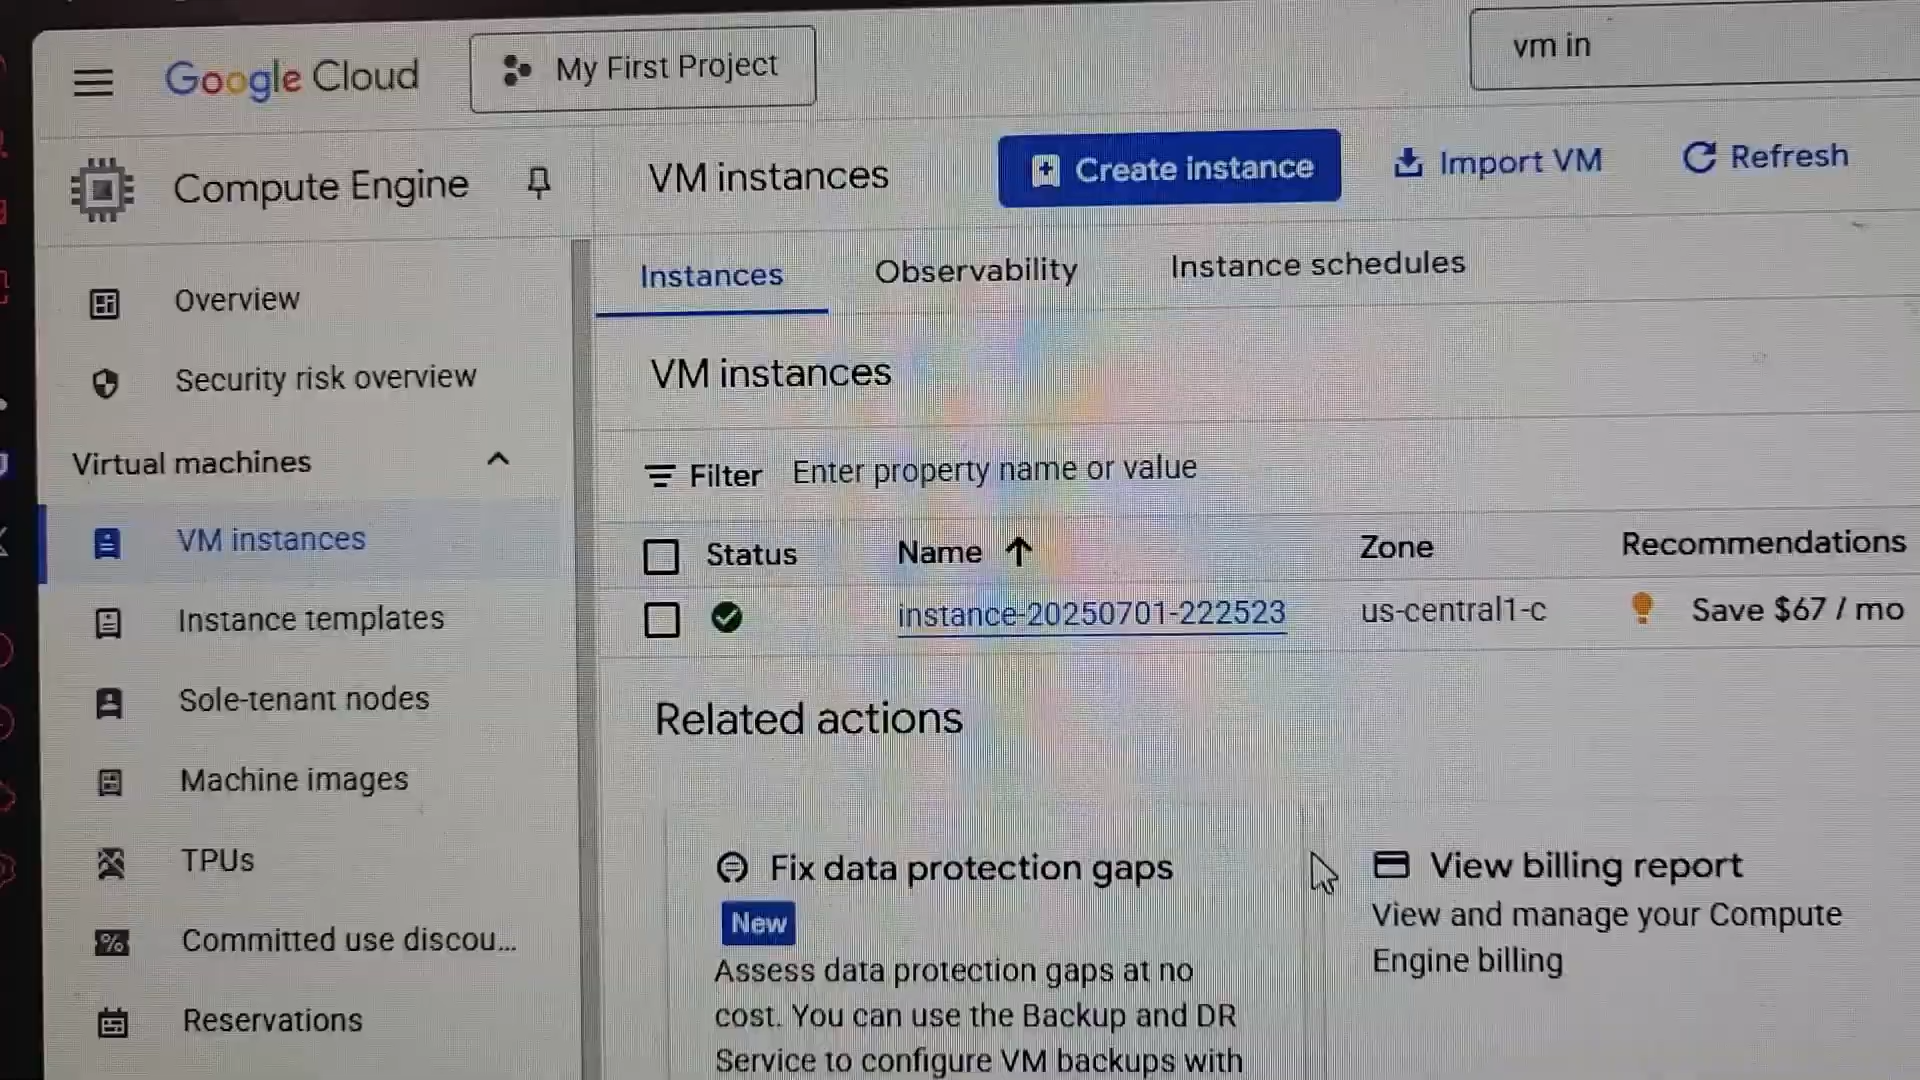 Google Cloud
My First Project
vm in
Compute Engine
VM instances
Create instance
Import VM
Refresh
Overview
Security risk overview
Virtual machines
VM instances
Instance templates
Sole-tenant nodes
Machine images
TPUs
Committed use discou...
Reservations
Instances
Observability
Instance schedules
VM instances
Filter Enter property name or value
Status Name Zone Recommendations
instance-20250701-222523 us-central1-c Save $67 / mo
Related actions
Fix data protection gaps
New
Assess data protection gaps at no
cost. You can use the Backup and DR
Service to configure VM backups with
View billing report
View and manage your Compute
Engine billing